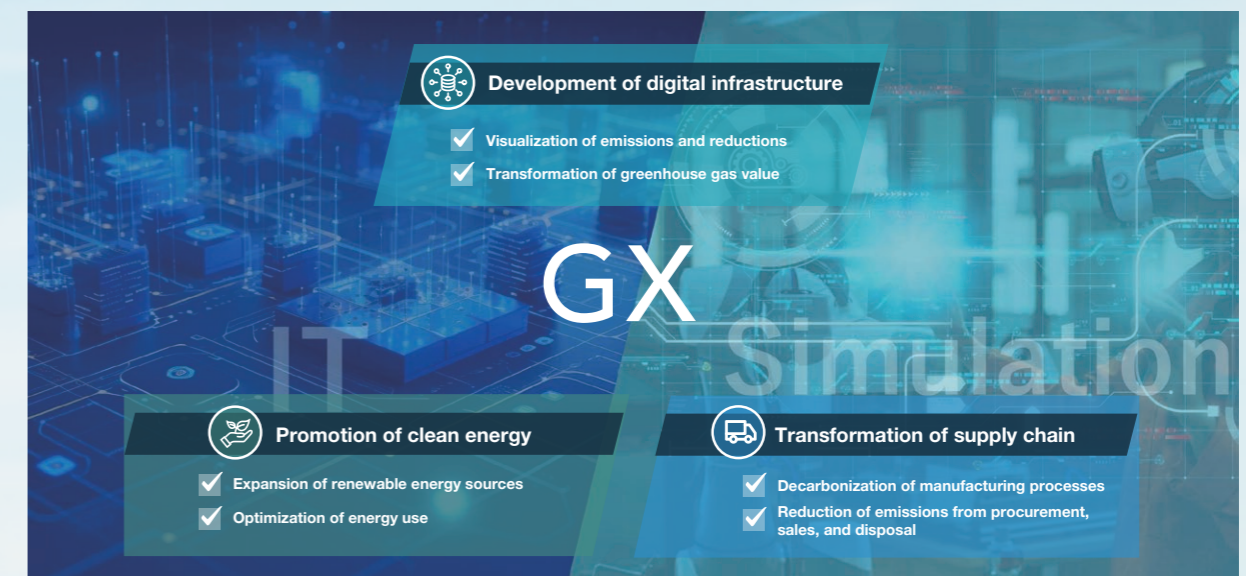 Development of digital infrastructure
Visualization of emissions and reductions
Transformation of greenhouse gas value
GX
IT
Simulation
Promotion of clean energy
Expansion of renewable energy sources
Optimization of energy use
Transformation of supply chain
Decarbonization of manufacturing processes
Reduction of emissions from procurement,
sales, and disposal